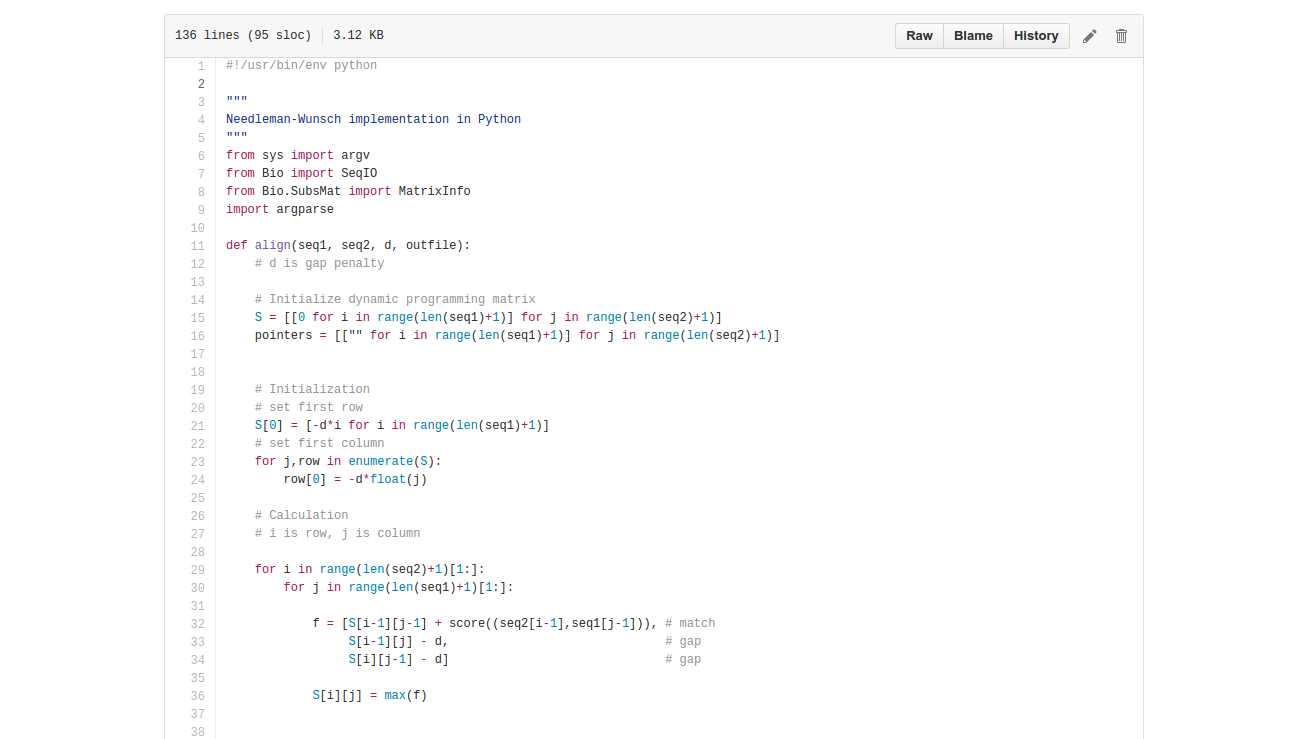 136 lines (95 sloc) 3.12 KB Raw Blame History
1 #!/usr/bin/env python
2
3 """
4 Needleman-Wunsch implementation in Python
5 """
6 from sys import argv
7 from Bio import SeqIO
8 from Bio.SubsMat import MatrixInfo
9 import argparse
10
11 def align(seq1, seq2, d, outfile):
12     # d is gap penalty
13
14     # Initialize dynamic programming matrix
15     S = [[0 for i in range(len(seq1)+1)] for j in range(len(seq2)+1)]
16     pointers = [["" for i in range(len(seq1)+1)] for j in range(len(seq2)+1)]
17
18
19     # Initialization
20     # set first row
21     S[0] = [-d*i for i in range(len(seq1)+1)]
22     # set first column
23     for j,row in enumerate(S):
24         row[0] = -d*float(j)
25
26     # Calculation
27     # i is row, j is column
28
29     for i in range(len(seq2)+1)[1:]:
30         for j in range(len(seq1)+1)[1:]:
31
32             f = [S[i-1][j-1] + score((seq2[i-1],seq1[j-1])), # match
33                  S[i-1][j] - d,                              # gap
34                  S[i][j-1] - d]                              # gap
35
36             S[i][j] = max(f)
37
38